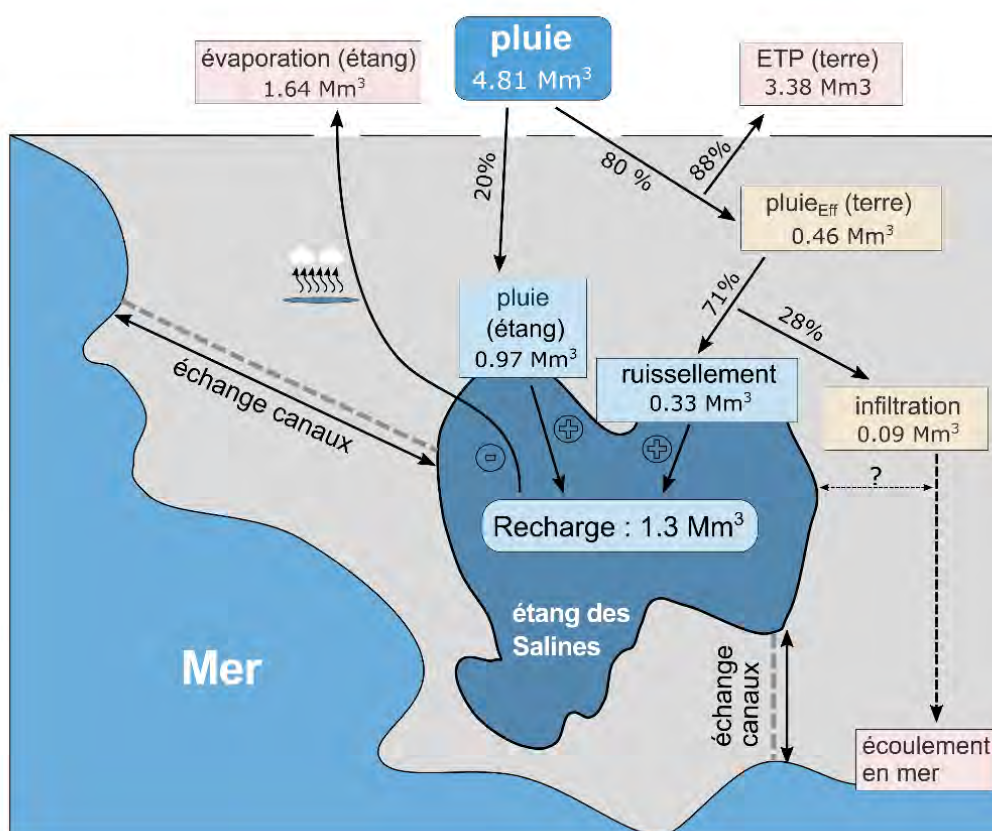 pluie
4.81 Mm³
évaporation (étang)
1.64 Mm³
ETP (terre)
3.38 Mm3
20%
80 %
88%
pluieEff (terre)
0.46 Mm³
71%
28%
pluie
(étang)
0.97 Mm³
ruissellement
0.33 Mm³
infiltration
0.09 Mm³
échange canaux
-
+
+
?
Recharge : 1.3 Mm³
étang des
Salines
Mer
échange
canaux
écoulement
en mer